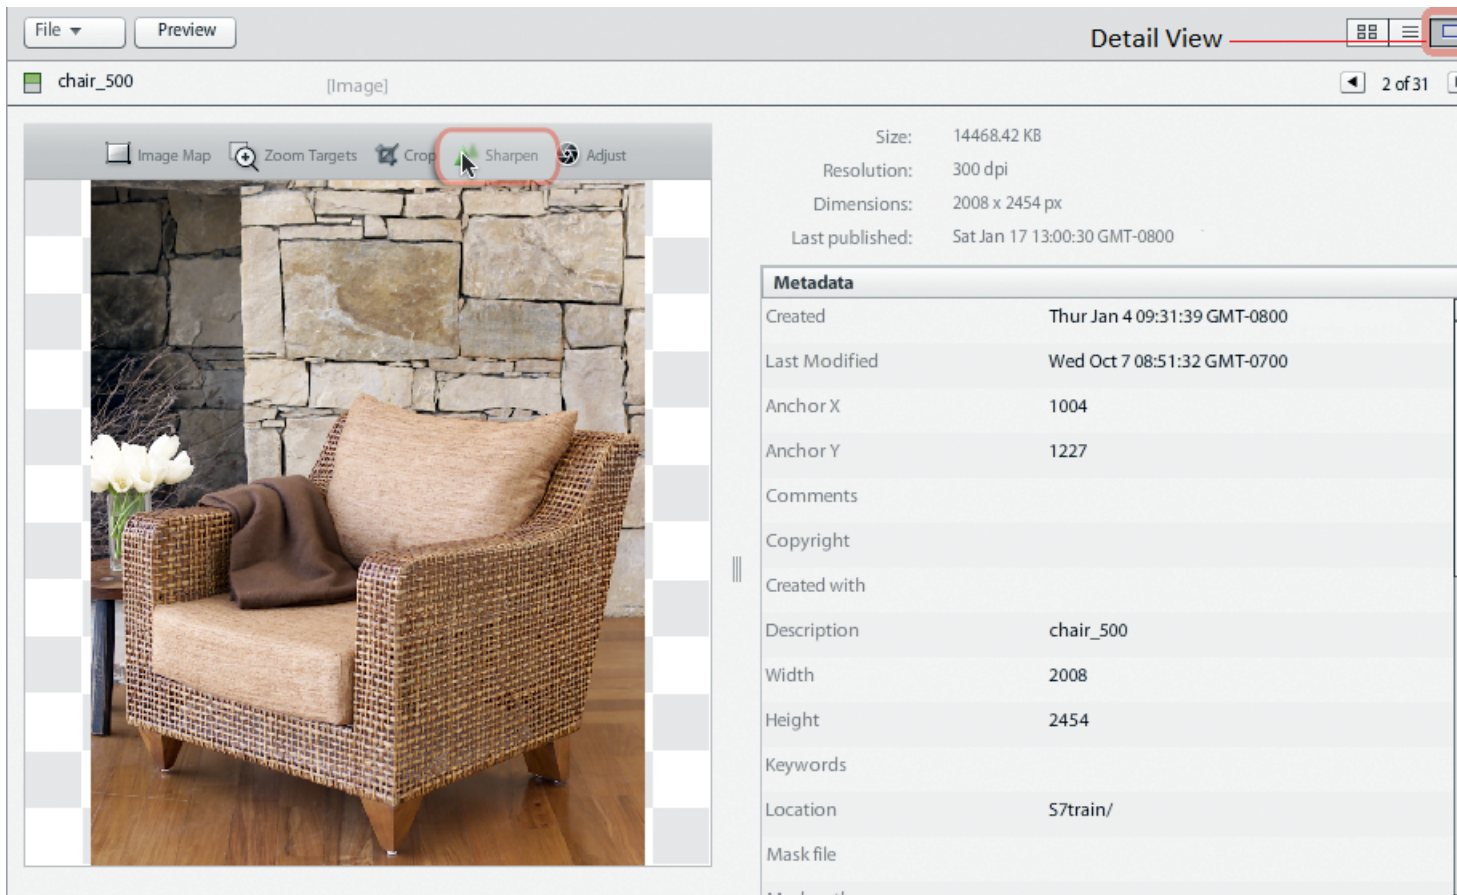 File Preview
Detail View
chair_500 [Image] 2 of 31
Image Map Zoom Targets Crop Sharpen Adjust
Size: 14468.42 KB
Resolution: 300 dpi
Dimensions: 2008 x 2454 px
Last published: Sat Jan 17 13:00:30 GMT-0800
Metadata
Created Thur Jan 4 09:31:39 GMT-0800
Last Modified Wed Oct 7 08:51:32 GMT-0700
Anchor X 1004
Anchor Y 1227
Comments
Copyright
Created with
Description chair_500
Width 2008
Height 2454
Keywords
Location S7train/
Mask file